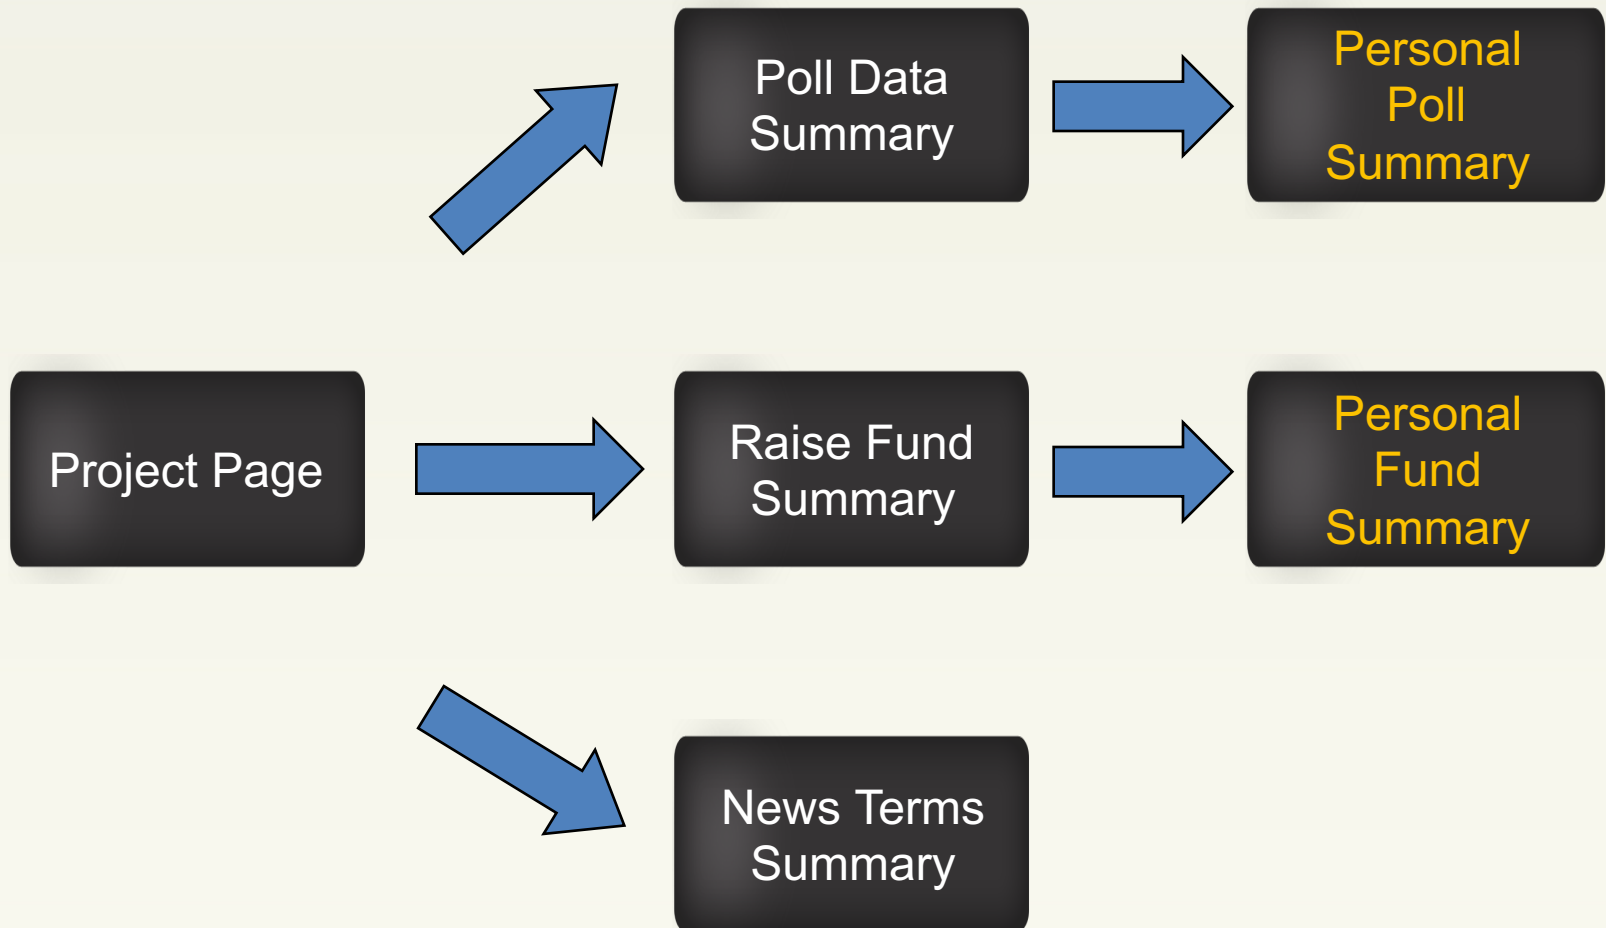 Poll Data
Summary
Personal
Poll
Summary
Project Page
Raise Fund
Summary
Personal
Fund
Summary
News Terms
Summary